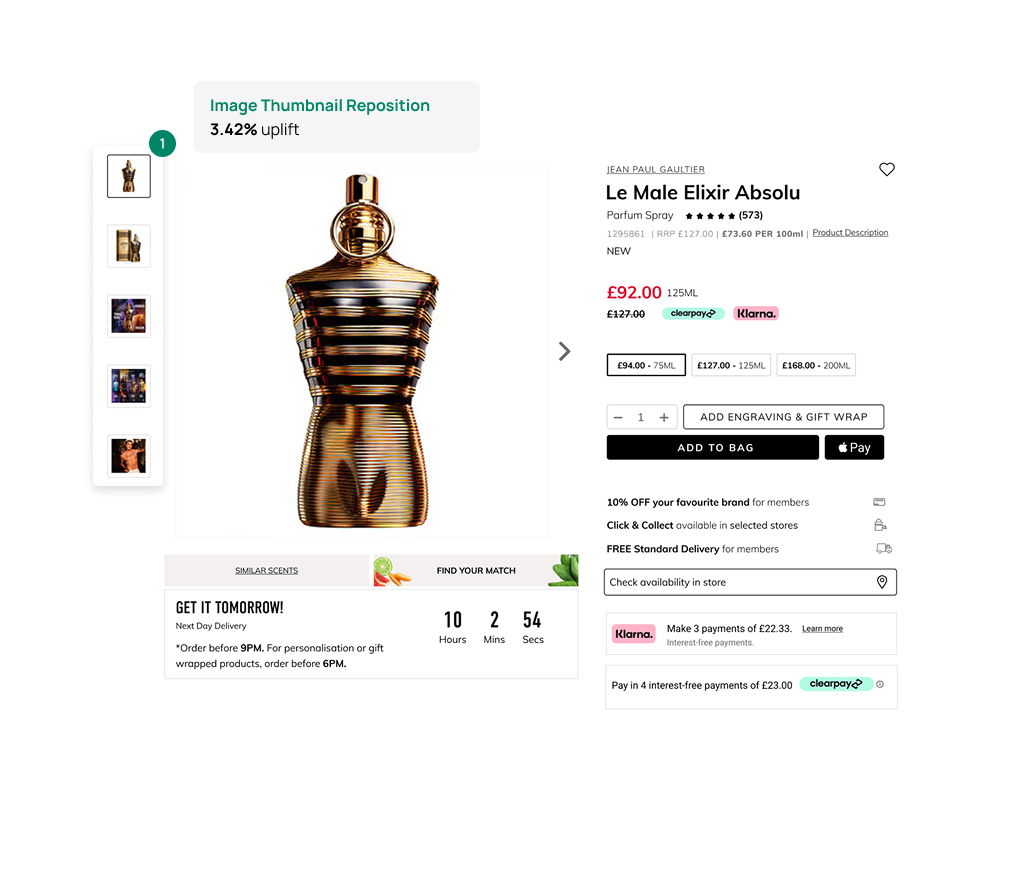 Image Thumbnail Reposition
3.42% uplift
1
JEAN PAUL GAULTIER
Le Male Elixir Absolu
Parfum Spray ★★★★★ (573)
1295861 | RRP £127.00 | £73.60 PER 100ml | Product Description
NEW
£92.00 125ML
£127.00 clearpay Klarna.
£94.00 - 75ML £127.00 - 125ML £168.00 - 200ML
− 1 + ADD ENGRAVING & GIFT WRAP
ADD TO BAG Pay
10% OFF your favourite brand for members
Click & Collect available in selected stores
FREE Standard Delivery for members
Check availability in store
Klarna. Make 3 payments of £22.33. Learn more
Interest-free payments.
Pay in 4 interest-free payments of £23.00 clearpay
SIMILAR SCENTS FIND YOUR MATCH
GET IT TOMORROW!
Next Day Delivery
*Order before 9PM. For personalisation or gift
wrapped products, order before 6PM.
10 2 54
Hours Mins Secs